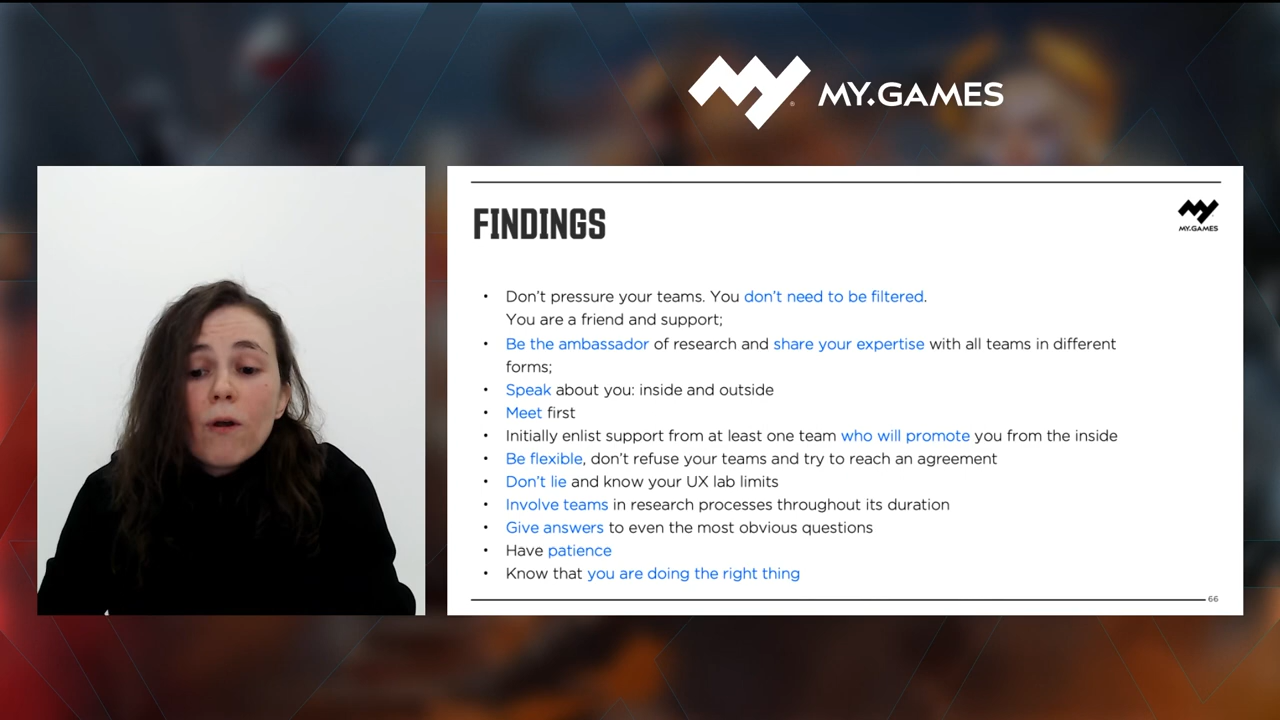 MY.GAMES
FINDINGS
MY.GAMES
• Don't pressure your teams. You don't need to be filtered.
You are a friend and support;
• Be the ambassador of research and share your expertise with all teams in different
forms;
• Speak about you: inside and outside
• Meet first
• Initially enlist support from at least one team who will promote you from the inside
• Be flexible, don't refuse your teams and try to reach an agreement
• Don't lie and know your UX lab limits
• Involve teams in research processes throughout its duration
• Give answers to even the most obvious questions
• Have patience
• Know that you are doing the right thing
66